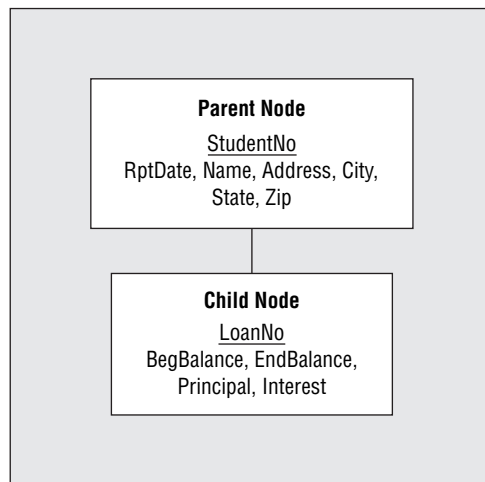 Parent Node
StudentNo
RptDate, Name, Address, City,
State, Zip
Child Node
LoanNo
BegBalance, EndBalance,
Principal, Interest